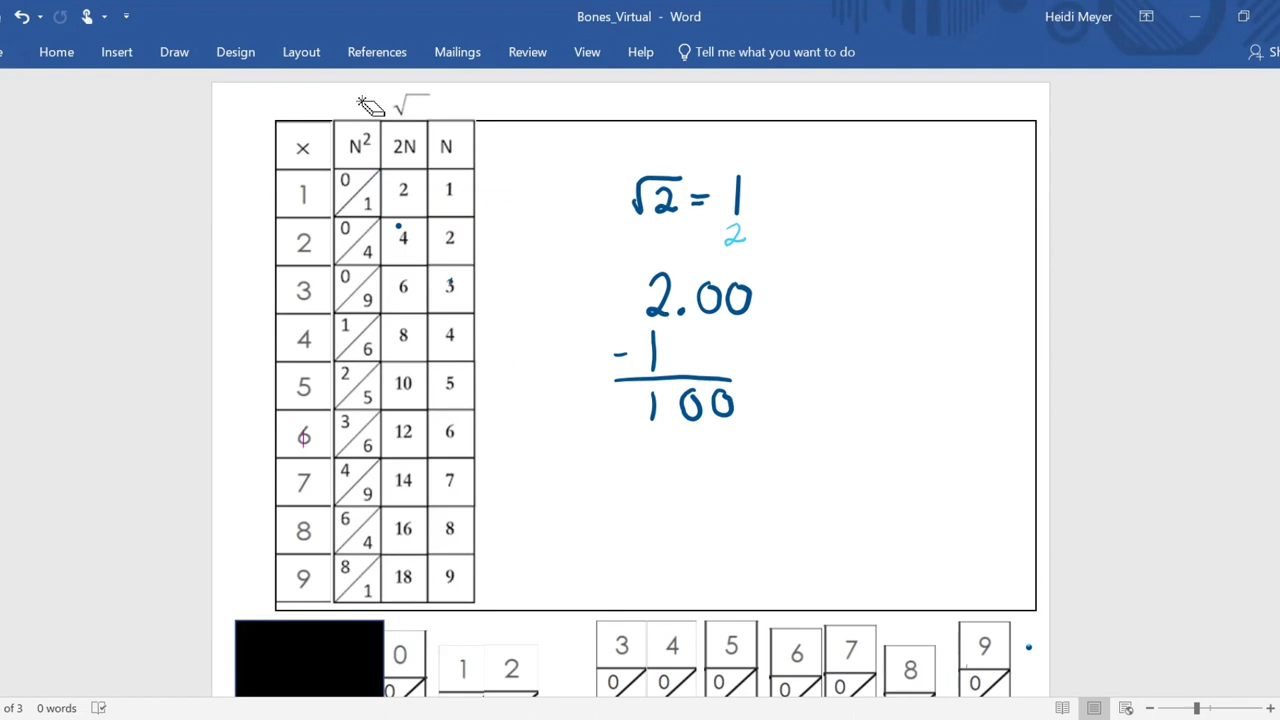 Bones_Virtual - Word
Heidi Meyer
Home Insert Draw Design Layout References Mailings Review View Help Tell me what you want to do
√
× N² 2N N
1 0/1 2 1
2 0/4 4 2
3 0/9 6 3
4 1/6 8 4
5 2/5 10 5
6 3/6 12 6
7 4/9 14 7
8 6/4 16 8
9 8/1 18 9
√2 = 1
2
2.00
- 1
1 00
0 1 2 3 4 5 6 7 8 9
0 0 0 0 0 0 0
of 3 0 words